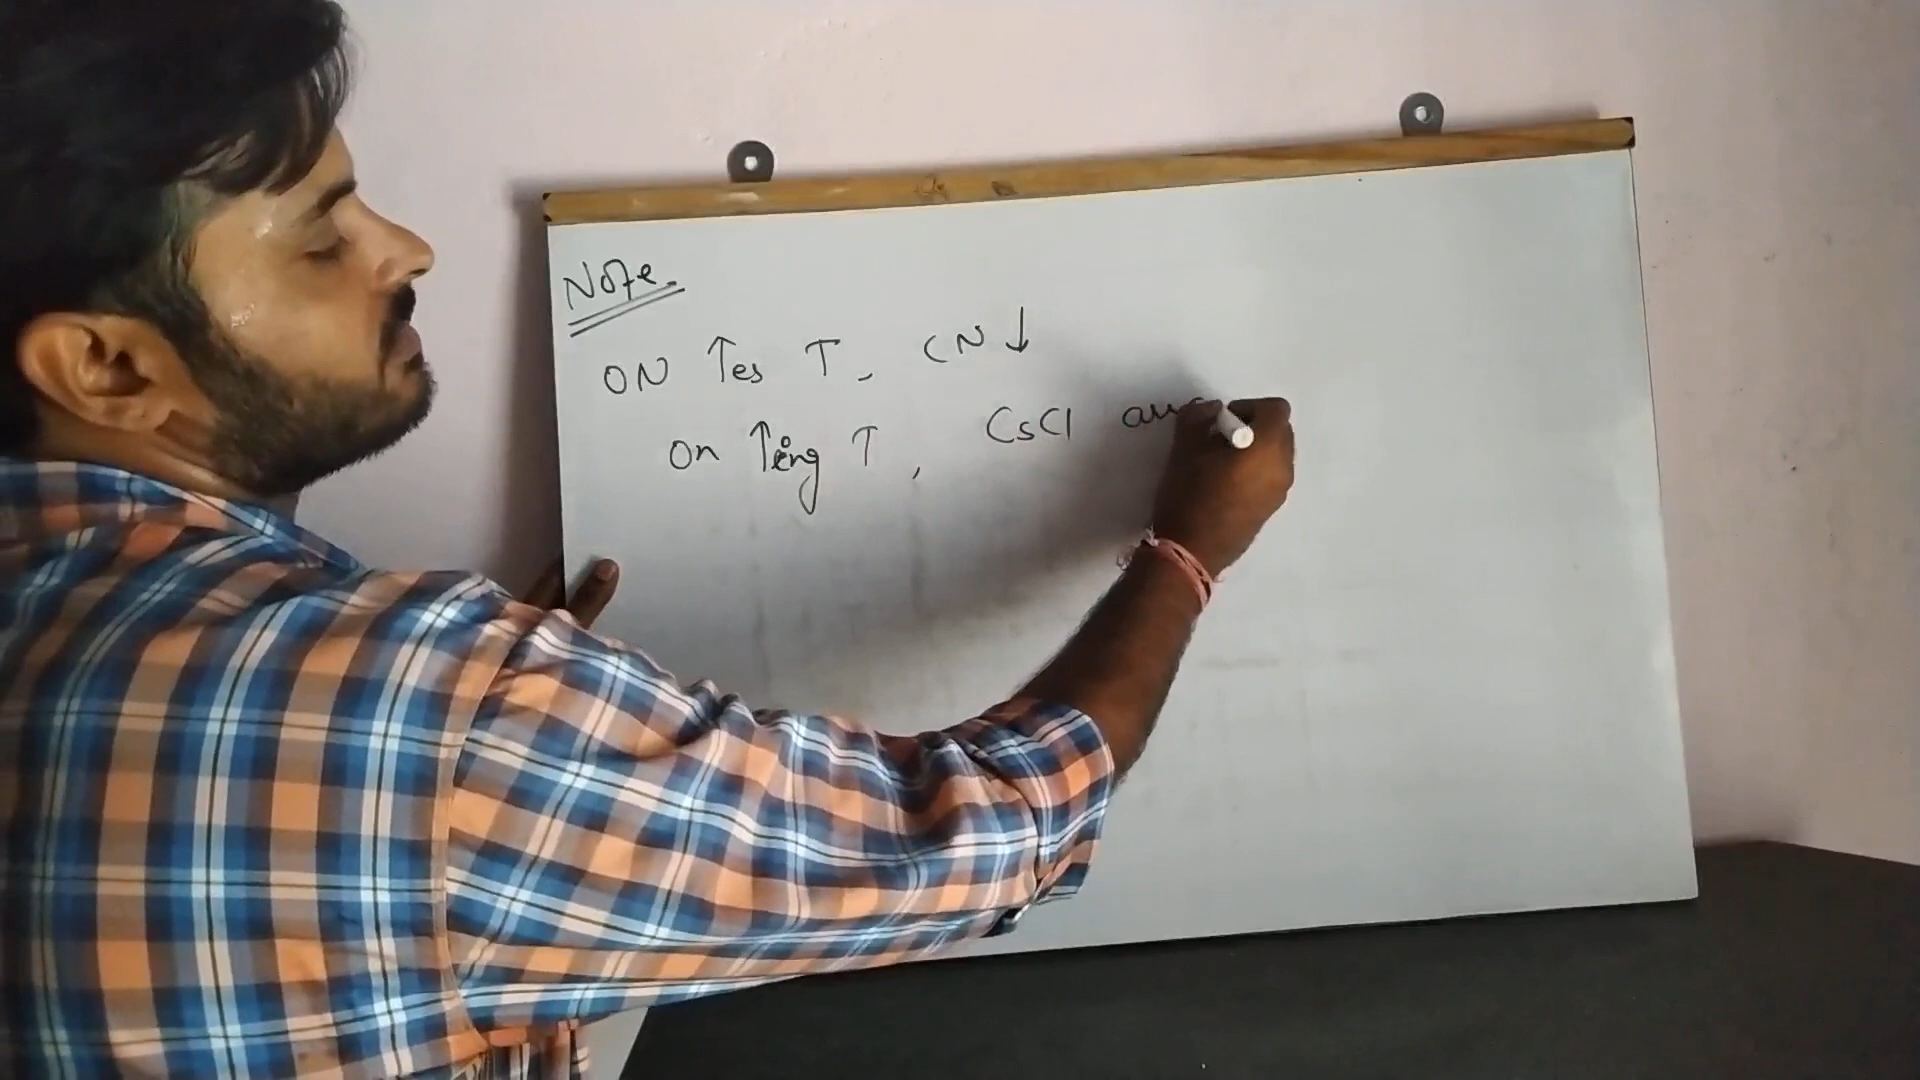 Note
ON ↑es T, CN ↓
On ↑ing T, CsCl